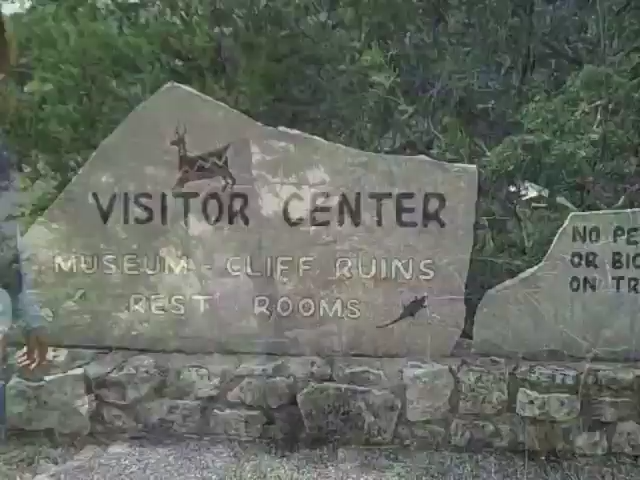 VISITOR CENTER
MUSEUM - CLIFF RUINS
REST ROOMS
NO PE
OR BIC
ON TR